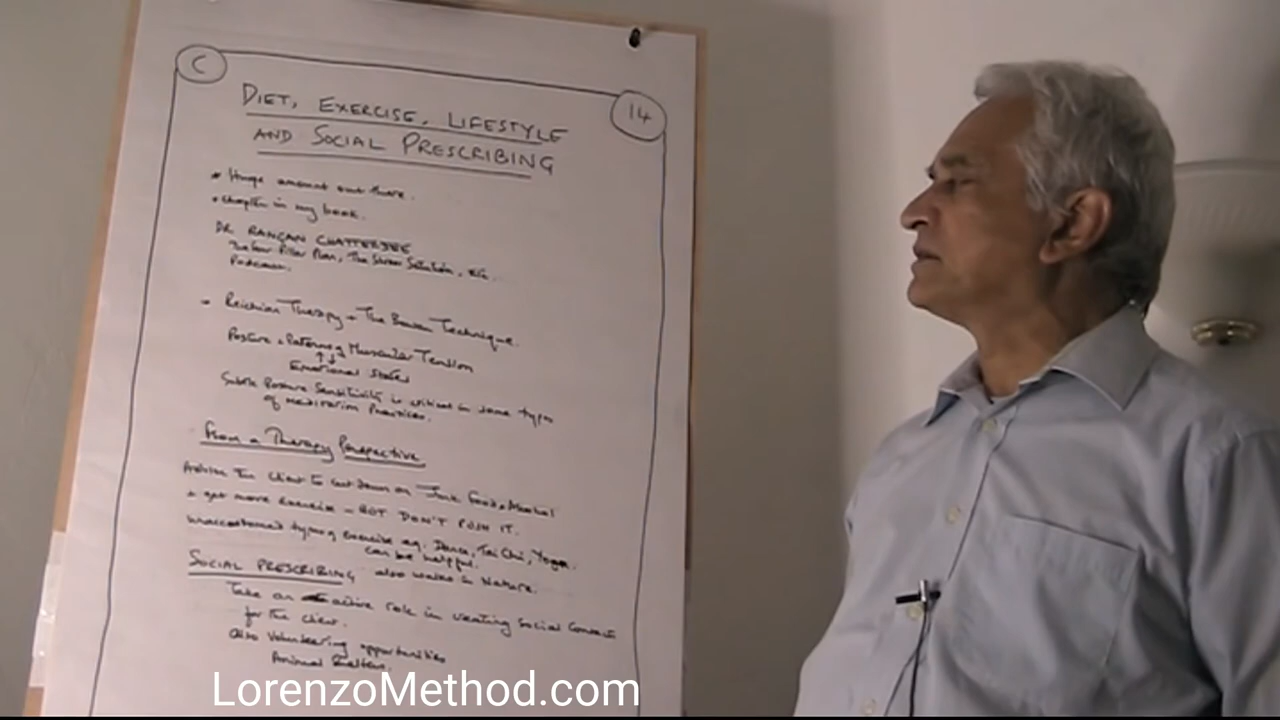 C
14
DIET, EXERCISE, LIFESTYLE
AND SOCIAL PRESCRIBING
• Huge amount out there.
• Chapter in my book.
DR RANGAN CHATTERJEE
The Four Pillar Plan, The Stress Solution, etc.
Podcasts.
• Reichian Therapy + The Bowen Technique.
Posture + Patterns of Muscular Tension
↑↓
Emotional States
Subtle Posture Sensitivity is critical in some types
of meditation Practices.
From a Therapy Perspective
Advise the client to cut down on Junk Food + Alcohol
+ get more exercise – BUT DON'T PUSH IT.
Unaccustomed types of exercise eg. Dance, Tai Chi, Yoga.
can be helpful.
also walks in Nature.
SOCIAL PRESCRIBING
Take an active role in creating Social Contacts
for the client.
also Volunteering opportunities
Animal Shelters.
LorenzoMethod.com